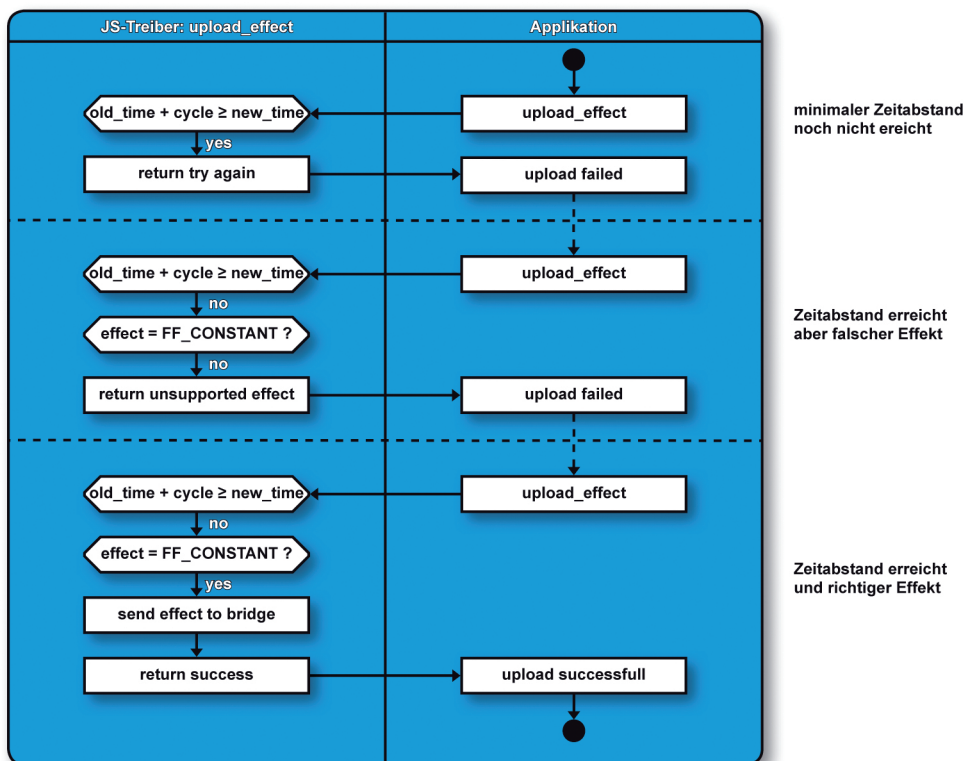 JS-Treiber: upload_effect
Applikation
old_time + cycle ≥ new_time
upload_effect
minimaler Zeitabstand
noch nicht ereicht
yes
return try again
upload failed
old_time + cycle ≥ new_time
upload_effect
no
effect = FF_CONSTANT ?
Zeitabstand erreicht
aber falscher Effekt
no
return unsupported effect
upload failed
old_time + cycle ≥ new_time
upload_effect
no
effect = FF_CONSTANT ?
Zeitabstand erreicht
und richtiger Effekt
yes
send effect to bridge
return success
upload successfull